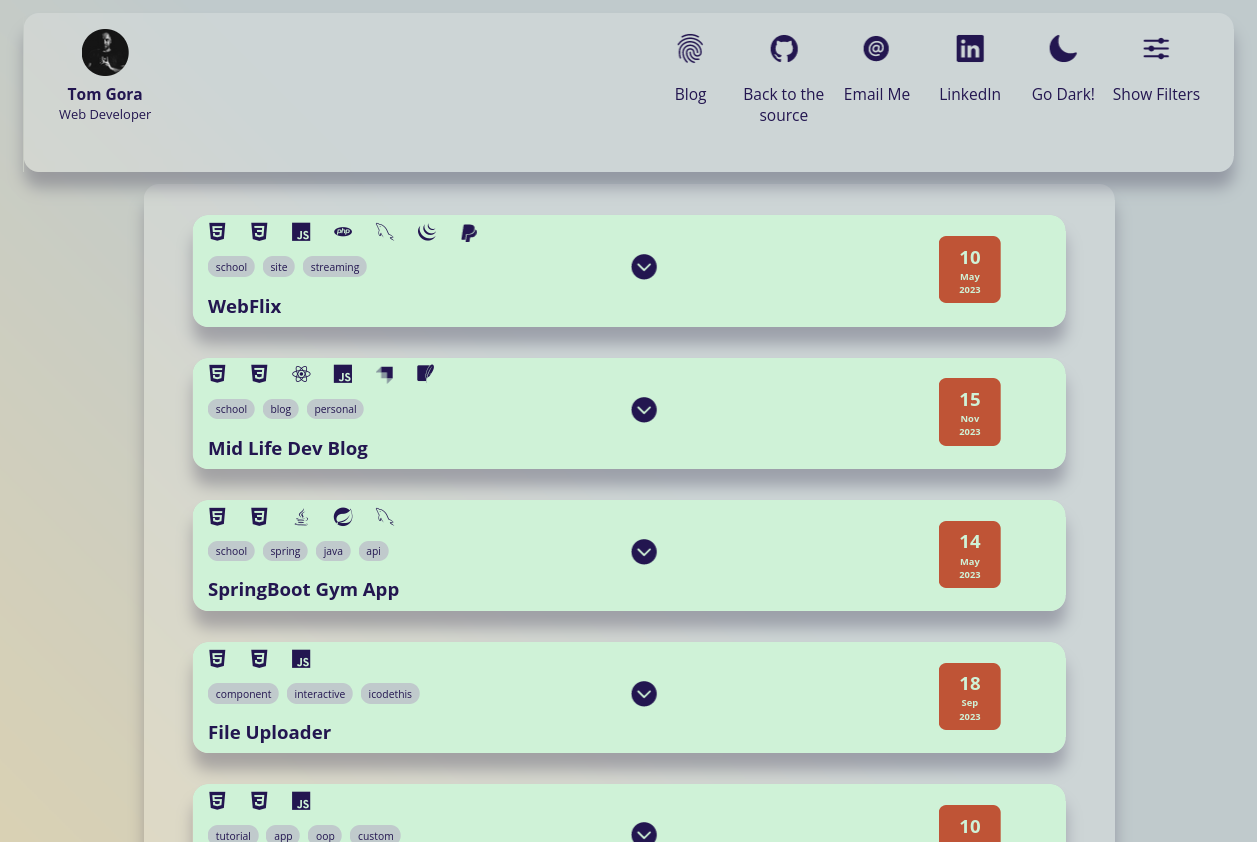 Tom Gora
Web Developer
Blog
Back to the
source
Email Me
LinkedIn
Go Dark!
Show Filters
JS
php
school
site
streaming
WebFlix
10
May
2023
JS
school
blog
personal
Mid Life Dev Blog
15
Nov
2023
school
spring
java
api
SpringBoot Gym App
14
May
2023
JS
component
interactive
icodethis
File Uploader
18
Sep
2023
JS
tutorial
app
oop
custom
10